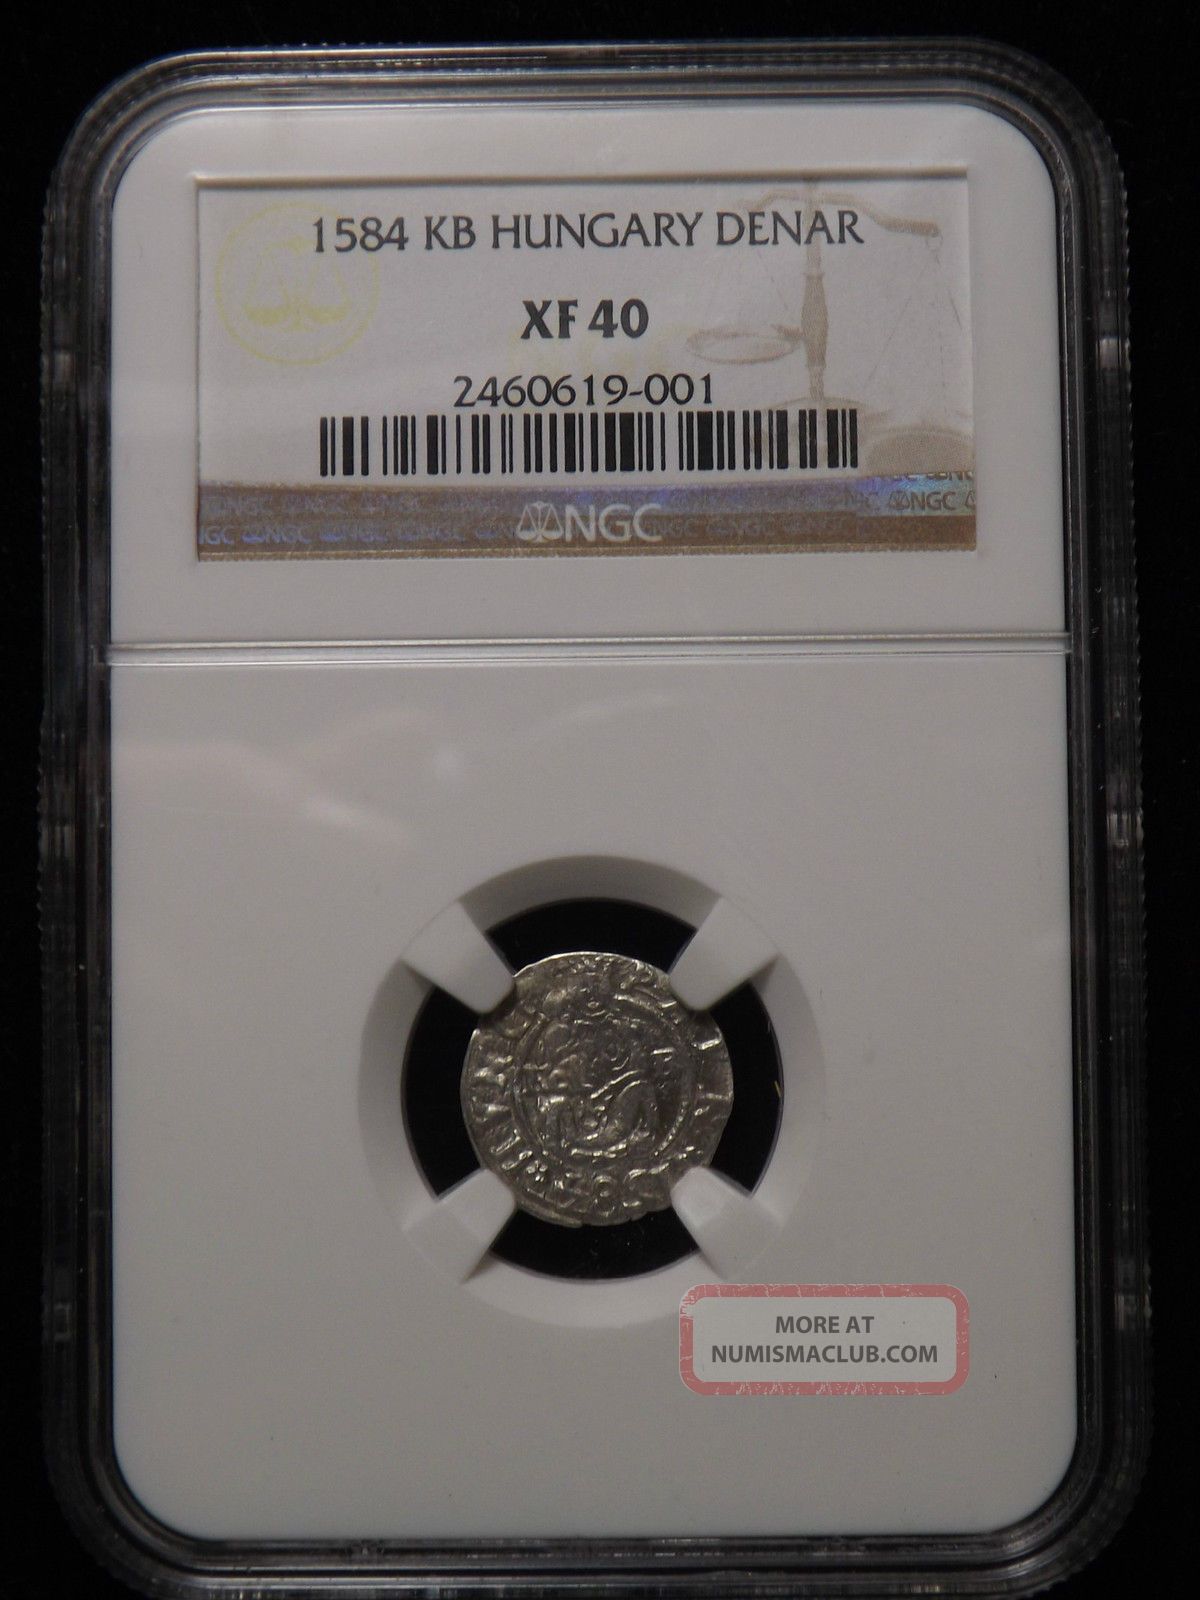 1584 KB HUNGARY DENAR
XF 40
2460619-001
NGC
MORE AT
NUMISMACLUB.COM